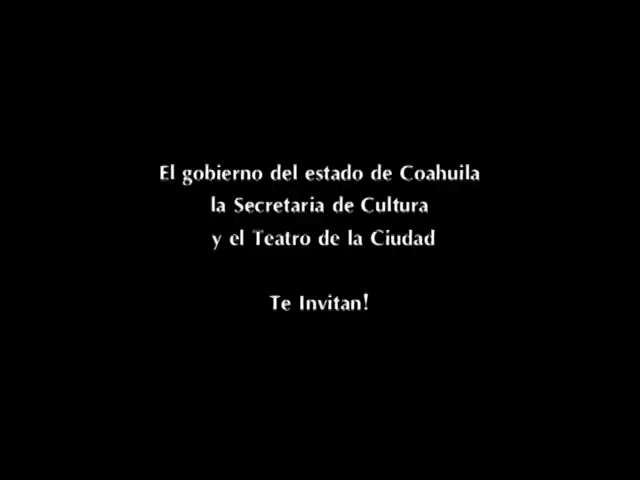 El gobierno del estado de Coahuila
la Secretaria de Cultura
y el Teatro de la Ciudad
Te Invitan!